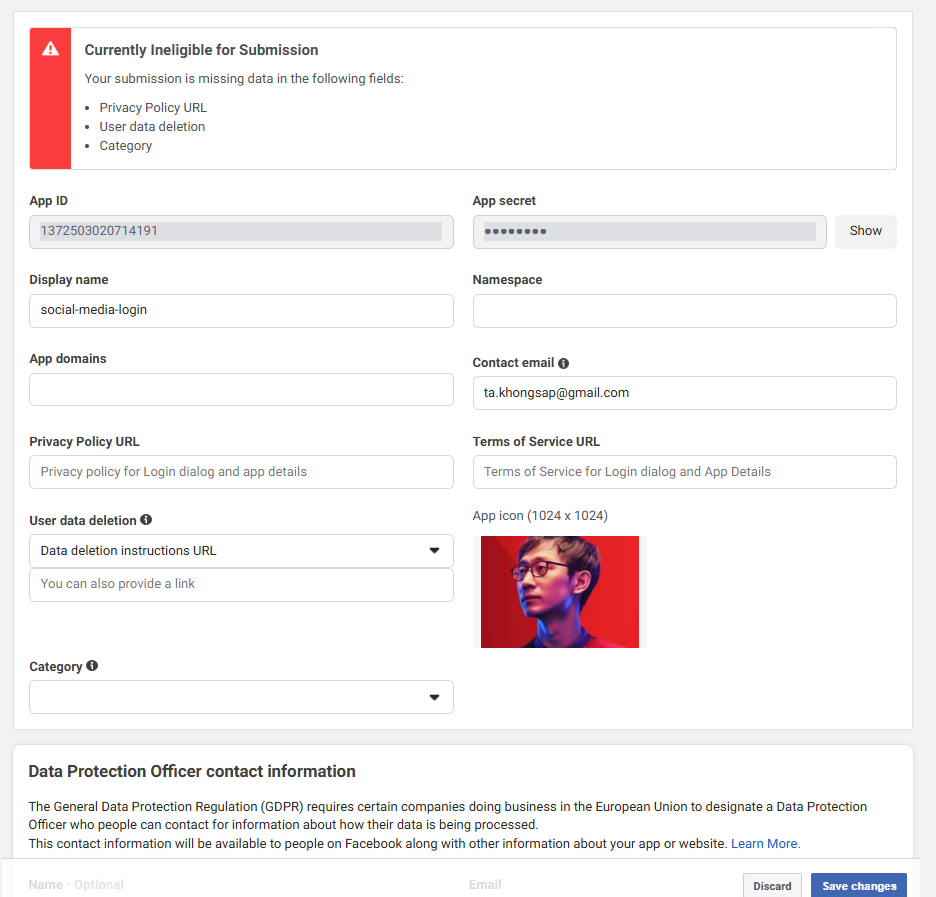 Currently Ineligible for Submission
Your submission is missing data in the following fields:
• Privacy Policy URL
• User data deletion
• Category
App ID
1372503020714191
App secret
●●●●●●●●
Show
Display name
social-media-login
Namespace
App domains
Contact email
ta.khongsap@gmail.com
Privacy Policy URL
Privacy policy for Login dialog and app details
Terms of Service URL
Terms of Service for Login dialog and App Details
User data deletion
Data deletion instructions URL
You can also provide a link
App icon (1024 x 1024)
Category
Data Protection Officer contact information
The General Data Protection Regulation (GDPR) requires certain companies doing business in the European Union to designate a Data Protection
Officer who people can contact for information about how their data is being processed.
This contact information will be available to people on Facebook along with other information about your app or website. Learn More.
Name · Optional
Email
Discard
Save changes